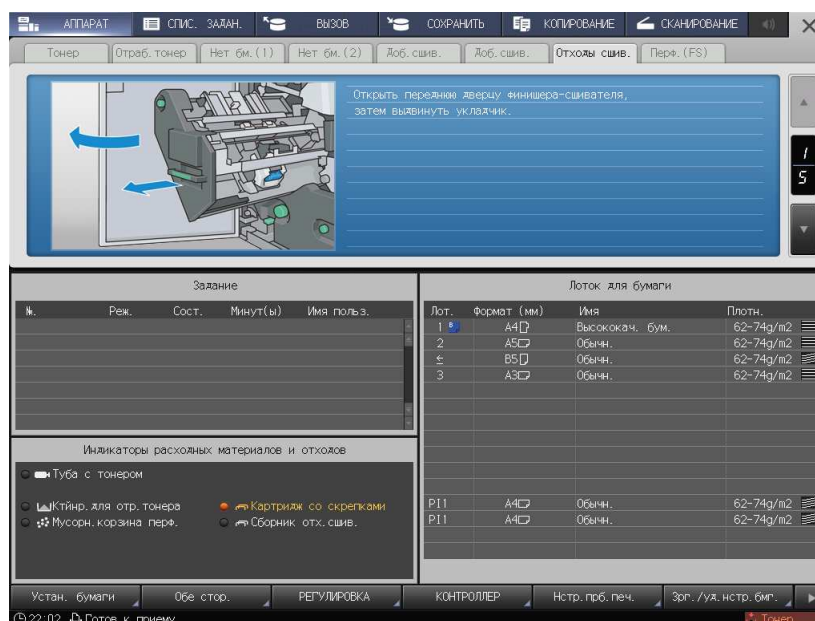 АППАРАТ СПИС. ЗАДАН. ВЫЗОВ СОХРАНИТЬ КОПИРОВАНИЕ СКАНИРОВАНИЕ
Тонер Отраб. тонер Нет бм.(1) Нет бм.(2) Доб. сшив. Доб. сшив. Отходы сшив. Перф.(FS)
Открыть переднюю дверцу финишера-сшивателя,
затем выдвинуть укладчик.
1
5
Задание
№. Реж. Сост. Минут(ы) Имя польз.
Лоток для бумаги
Лот. Формат (мм) Имя Плотн.
1 A4 Высококач. бум. 62-74g/m2
2 A5 Обычн. 62-74g/m2
B5 Обычн. 62-74g/m2
3 A3 Обычн. 62-74g/m2
PI1 A4 Обычн. 62-74g/m2
PI1 A4 Обычн. 62-74g/m2
Индикаторы расходных материалов и отходов
Туба с тонером
Ктйнр. для отр. тонера Картридж со скрепками
Мусорн. корзина перф. Сборник отх. сшив.
Устан. бумаги Обе стор. РЕГУЛИРОВКА КОНТРОЛЛЕР Нстр. прб. печ. Зрг./уд. нстр. бмг.
22:02 Готов к приему Тонер